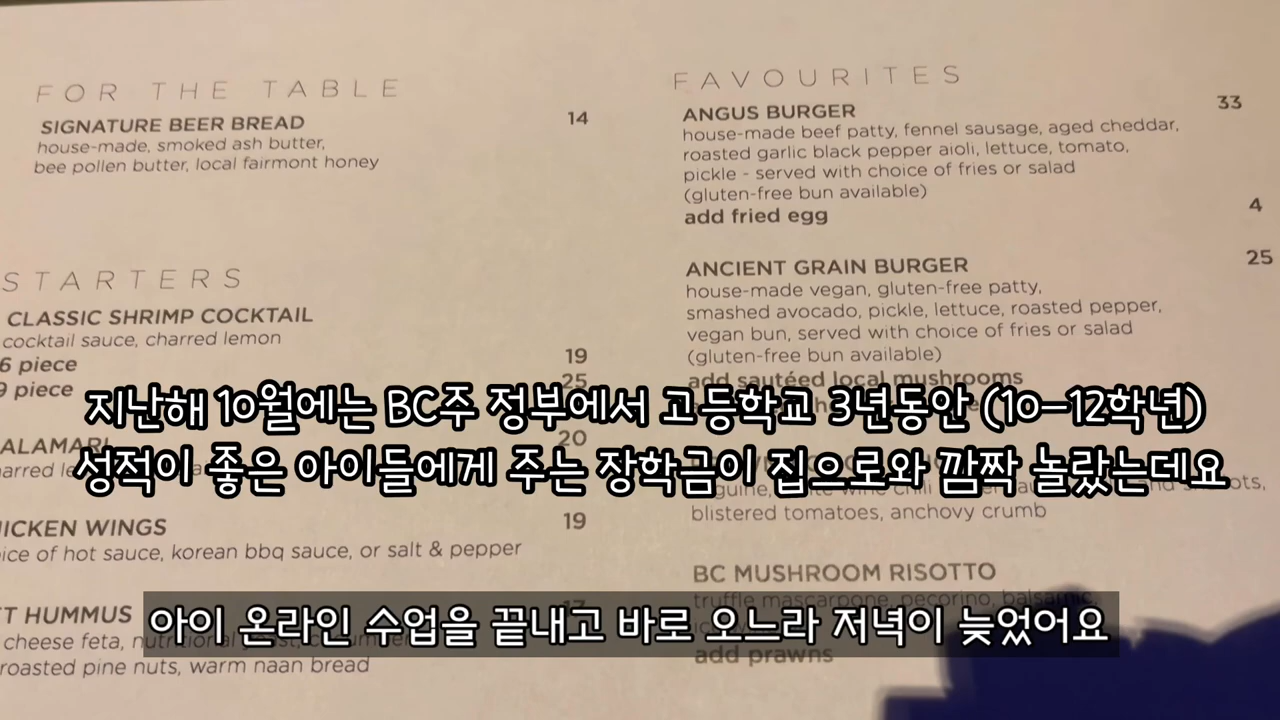 FOR THE TABLE
SIGNATURE BEER BREAD 14
house-made, smoked ash butter,
bee pollen butter, local fairmont honey
STARTERS
CLASSIC SHRIMP COCKTAIL
cocktail sauce, charred lemon
6 piece 19
9 piece 25
20
ICKEN WINGS 19
ice of hot sauce, korean bbq sauce, or salt & pepper
T HUMMUS
cheese feta,
roasted pine nuts, warm naan bread
FAVOURITES
ANGUS BURGER 33
house-made beef patty, fennel sausage, aged cheddar,
roasted garlic black pepper aioli, lettuce, tomato,
pickle - served with choice of fries or salad
(gluten-free bun available)
add fried egg 4
ANCIENT GRAIN BURGER 25
house-made vegan, gluten-free patty,
smashed avocado, pickle, lettuce, roasted pepper,
vegan bun, served with choice of fries or salad
(gluten-free bun available)
add sautéed local mushrooms
blistered tomatoes, anchovy crumb
BC MUSHROOM RISOTTO
truffle mascarpone, pecorino, balsamic
add prawns
지난해 10월에는 BC주 정부에서 고등학교 3년동안 (10-12학년)
성적이 좋은 아이들에게 주는 장학금이 집으로와 깜짝 놀랐는데요
아이 온라인 수업을 끝내고 바로 오느라 저녁이 늦었어요